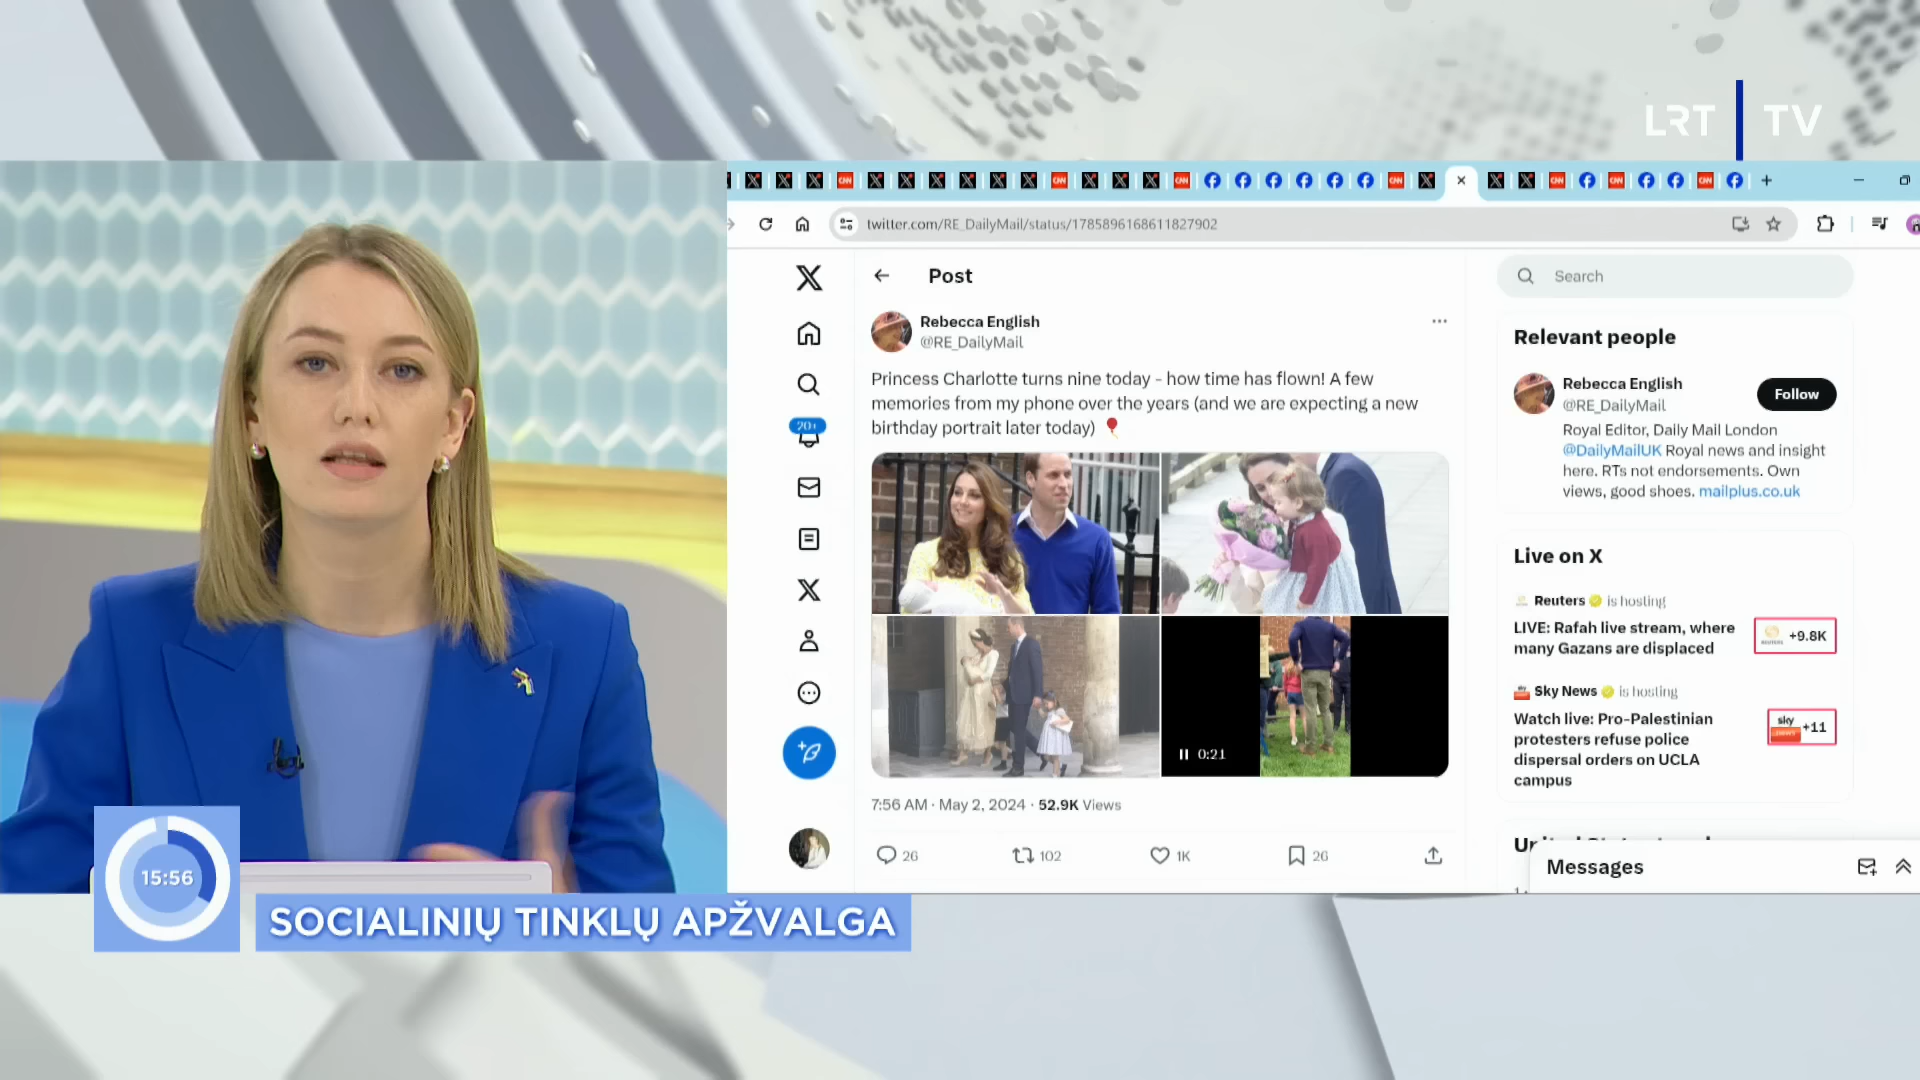 LRT TV
twitter.com/RE_DailyMail/status/1785896168611827902
Post
Search
Rebecca English
@RE_DailyMail
Princess Charlotte turns nine today - how time has flown! A few
memories from my phone over the years (and we are expecting a new
birthday portrait later today)
0:21
7:56 AM · May 2, 2024 · 52.9K Views
26
102
1K
26
20+
Relevant people
Rebecca English
@RE_DailyMail
Follow
Royal Editor, Daily Mail London
@DailyMailUK Royal news and insight
here. RTs not endorsements. Own
views, good shoes. mailplus.co.uk
Live on X
Reuters is hosting
LIVE: Rafah live stream, where
many Gazans are displaced
+9.8K
Sky News is hosting
Watch live: Pro-Palestinian
protesters refuse police
dispersal orders on UCLA
campus
sky
news
+11
Messages
15:56
SOCIALINIŲ TINKLŲ APŽVALGA